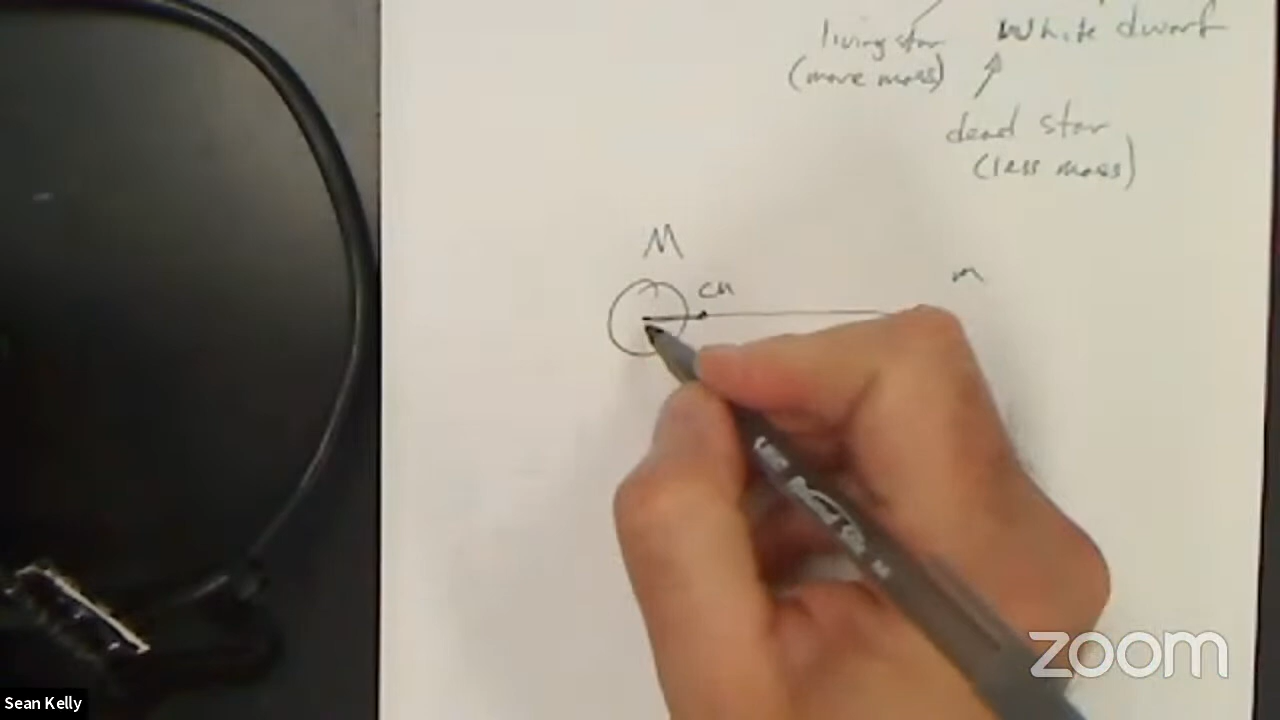 living star
(more mass)
White dwarf
dead star
(less mass)
M
CM
m
zoom
Sean Kelly